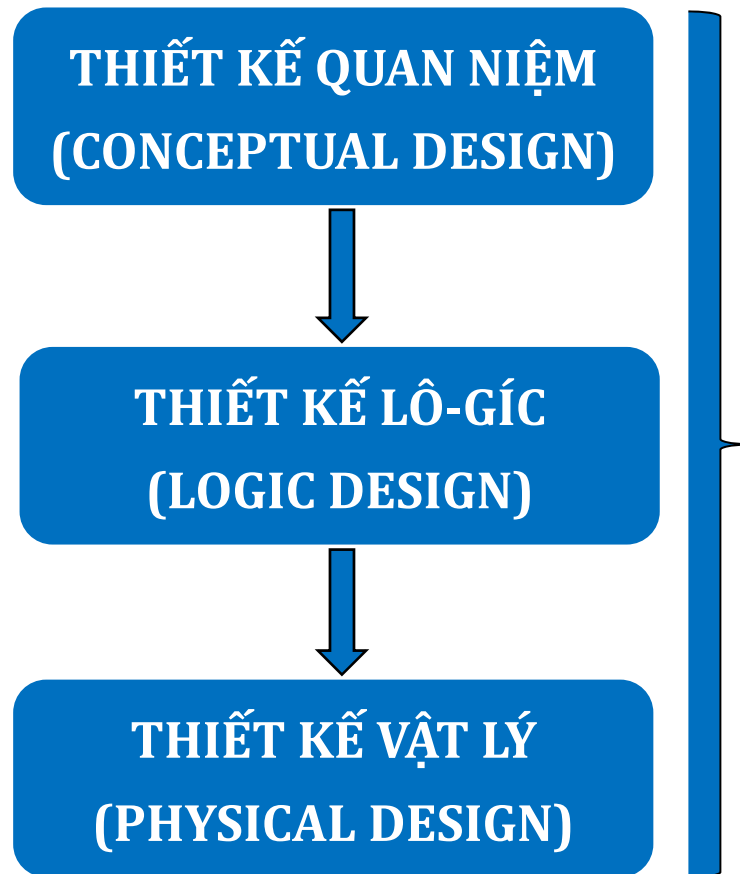 THIẾT KẾ QUAN NIỆM
(CONCEPTUAL DESIGN)
THIẾT KẾ LÔ-GÍC
(LOGIC DESIGN)
THIẾT KẾ VẬT LÝ
(PHYSICAL DESIGN)